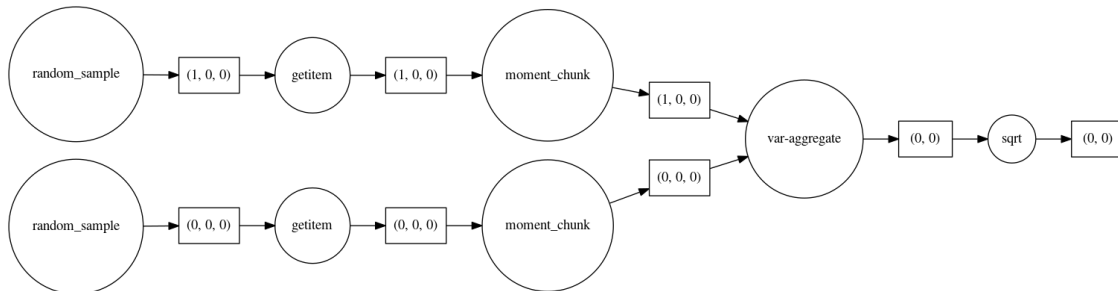 random_sample
(1, 0, 0)
getitem
(1, 0, 0)
moment_chunk
(1, 0, 0)
var-aggregate
(0, 0)
sqrt
(0, 0)
random_sample
(0, 0, 0)
getitem
(0, 0, 0)
moment_chunk
(0, 0, 0)